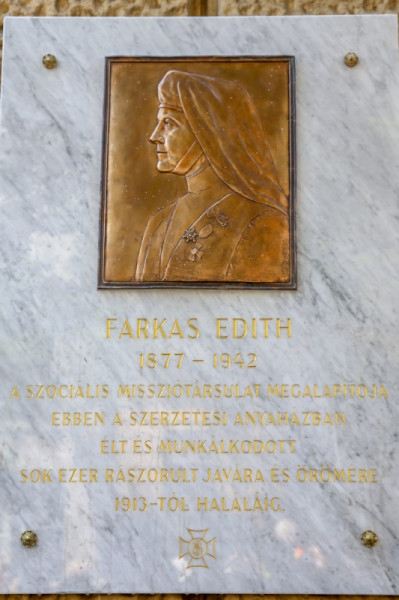 FARKAS EDITH
1877 – 1942
A SZOCIÁLIS MISSZIÓTÁRSULAT MEGALAPÍTÓJA
EBBEN A SZERZETESI ANYAHÁZBAN
ÉLT ÉS MUNKÁLKODOTT
SOK EZER RÁSZORULT JAVÁRA ÉS ÖRÖMÉRE
1913-TÓL HALÁLÁIG.